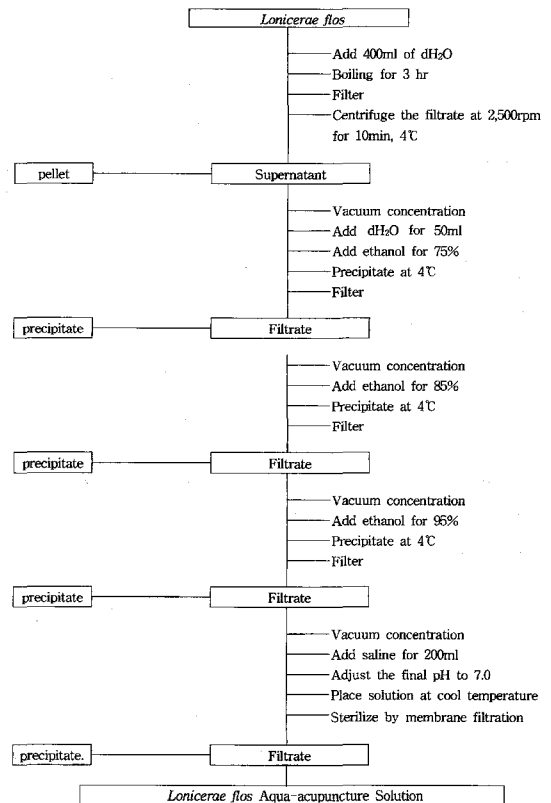 Lonicerae flos
Add 400ml of dH₂O
Boiling for 3 hr
Filter
Centrifuge the filtrate at 2,500rpm
for 10min, 4℃
pellet
Supernatant
Vacuum concentration
Add dH₂O for 50ml
Add ethanol for 75%
Precipitate at 4℃
Filter
precipitate
Filtrate
Vacuum concentration
Add ethanol for 85%
Precipitate at 4℃
Filter
precipitate
Filtrate
Vacuum concentration
Add ethanol for 95%
Precipitate at 4℃
Filter
precipitate
Filtrate
Vacuum concentration
Add saline for 200ml
Adjust the final pH to 7.0
Place solution at cool temperature
Sterilize by membrane filtration
precipitate.
Filtrate
Lonicerae flos Aqua-acupuncture Solution